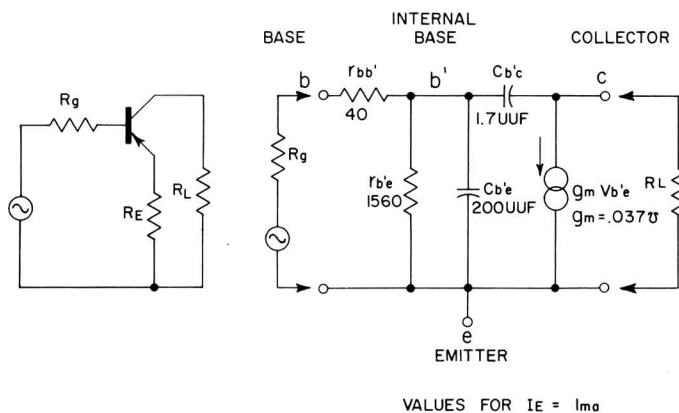 INTERNAL
BASE
BASE
COLLECTOR
b
rbb'
40
b'
Cb'c
1.7UUF
C
Rg
RE
RL
Rg
rb'e
1560
Cb'e
200UUF
gm Vb'e
gm=.037℧
RL
e
EMITTER
VALUES FOR IE = 1ma